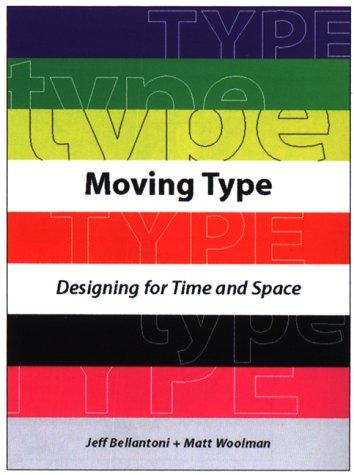 TYPE
type
Moving Type
TYPE
Designing for Time and Space
type
TYPE
Jeff Bellantoni + Matt Woolman